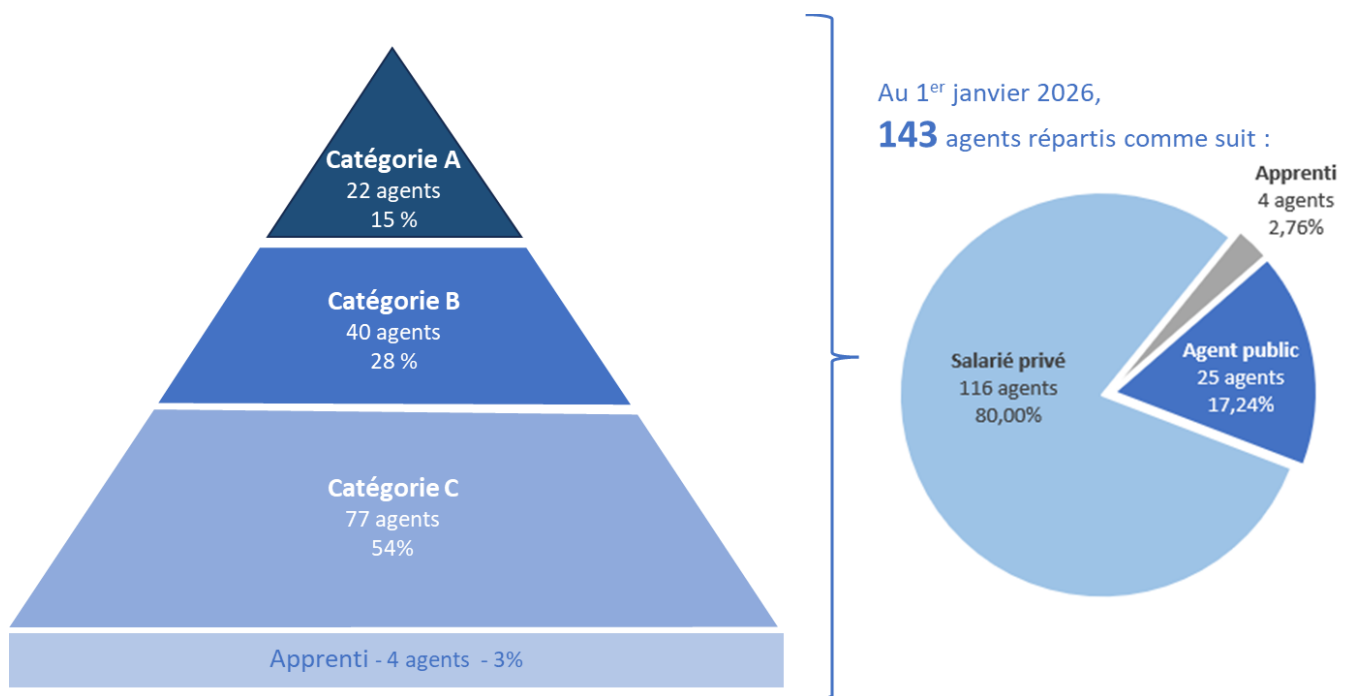 Catégorie A
22 agents
15 %
Catégorie B
40 agents
28 %
Catégorie C
77 agents
54%
Apprenti - 4 agents - 3%
Au 1er janvier 2026,
143 agents répartis comme suit :
Apprenti
4 agents
2,76%
Agent public
25 agents
17,24%
Salarié privé
116 agents
80,00%